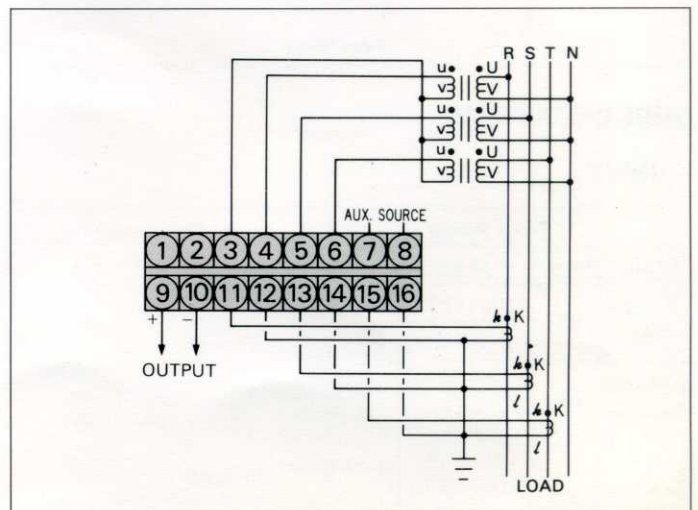 R S T N
u U
v V
u U
v V
u U
v V
AUX. SOURCE
1 2 3 4 5 6 7 8
9 10 11 12 13 14 15 16
+ −
OUTPUT
k K
k K
l
k K
l
LOAD